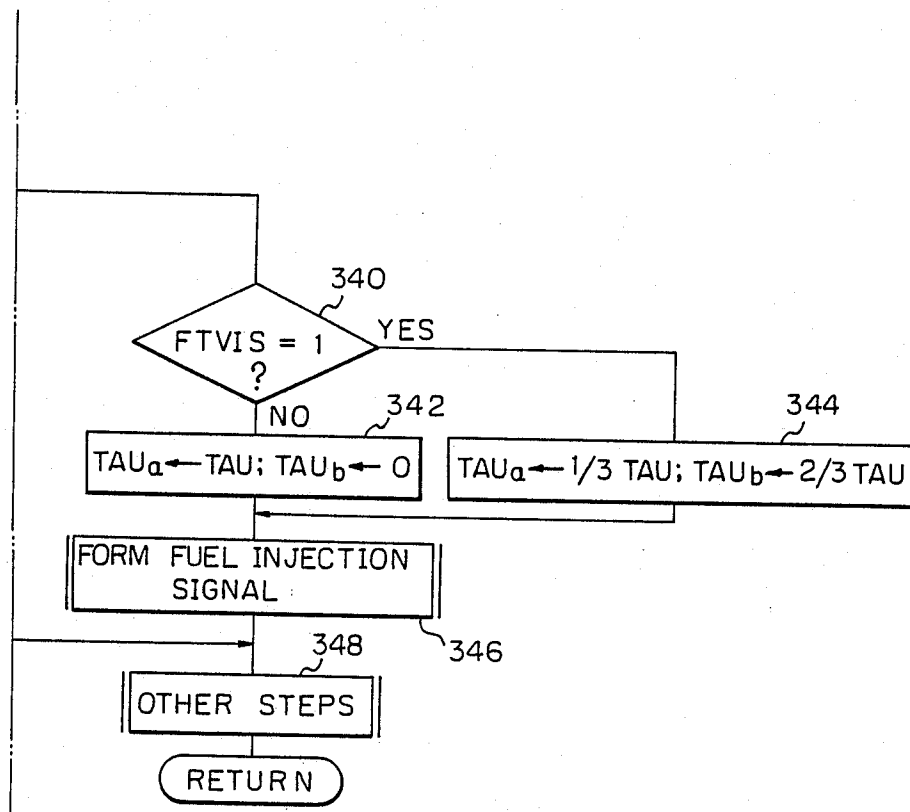 340
FTVIS = 1
?
YES
NO
342
TAUa ← TAU; TAUb ← 0
344
TAUa ← 1/3 TAU; TAUb ← 2/3 TAU
FORM FUEL INJECTION
SIGNAL
346
348
OTHER STEPS
RETURN